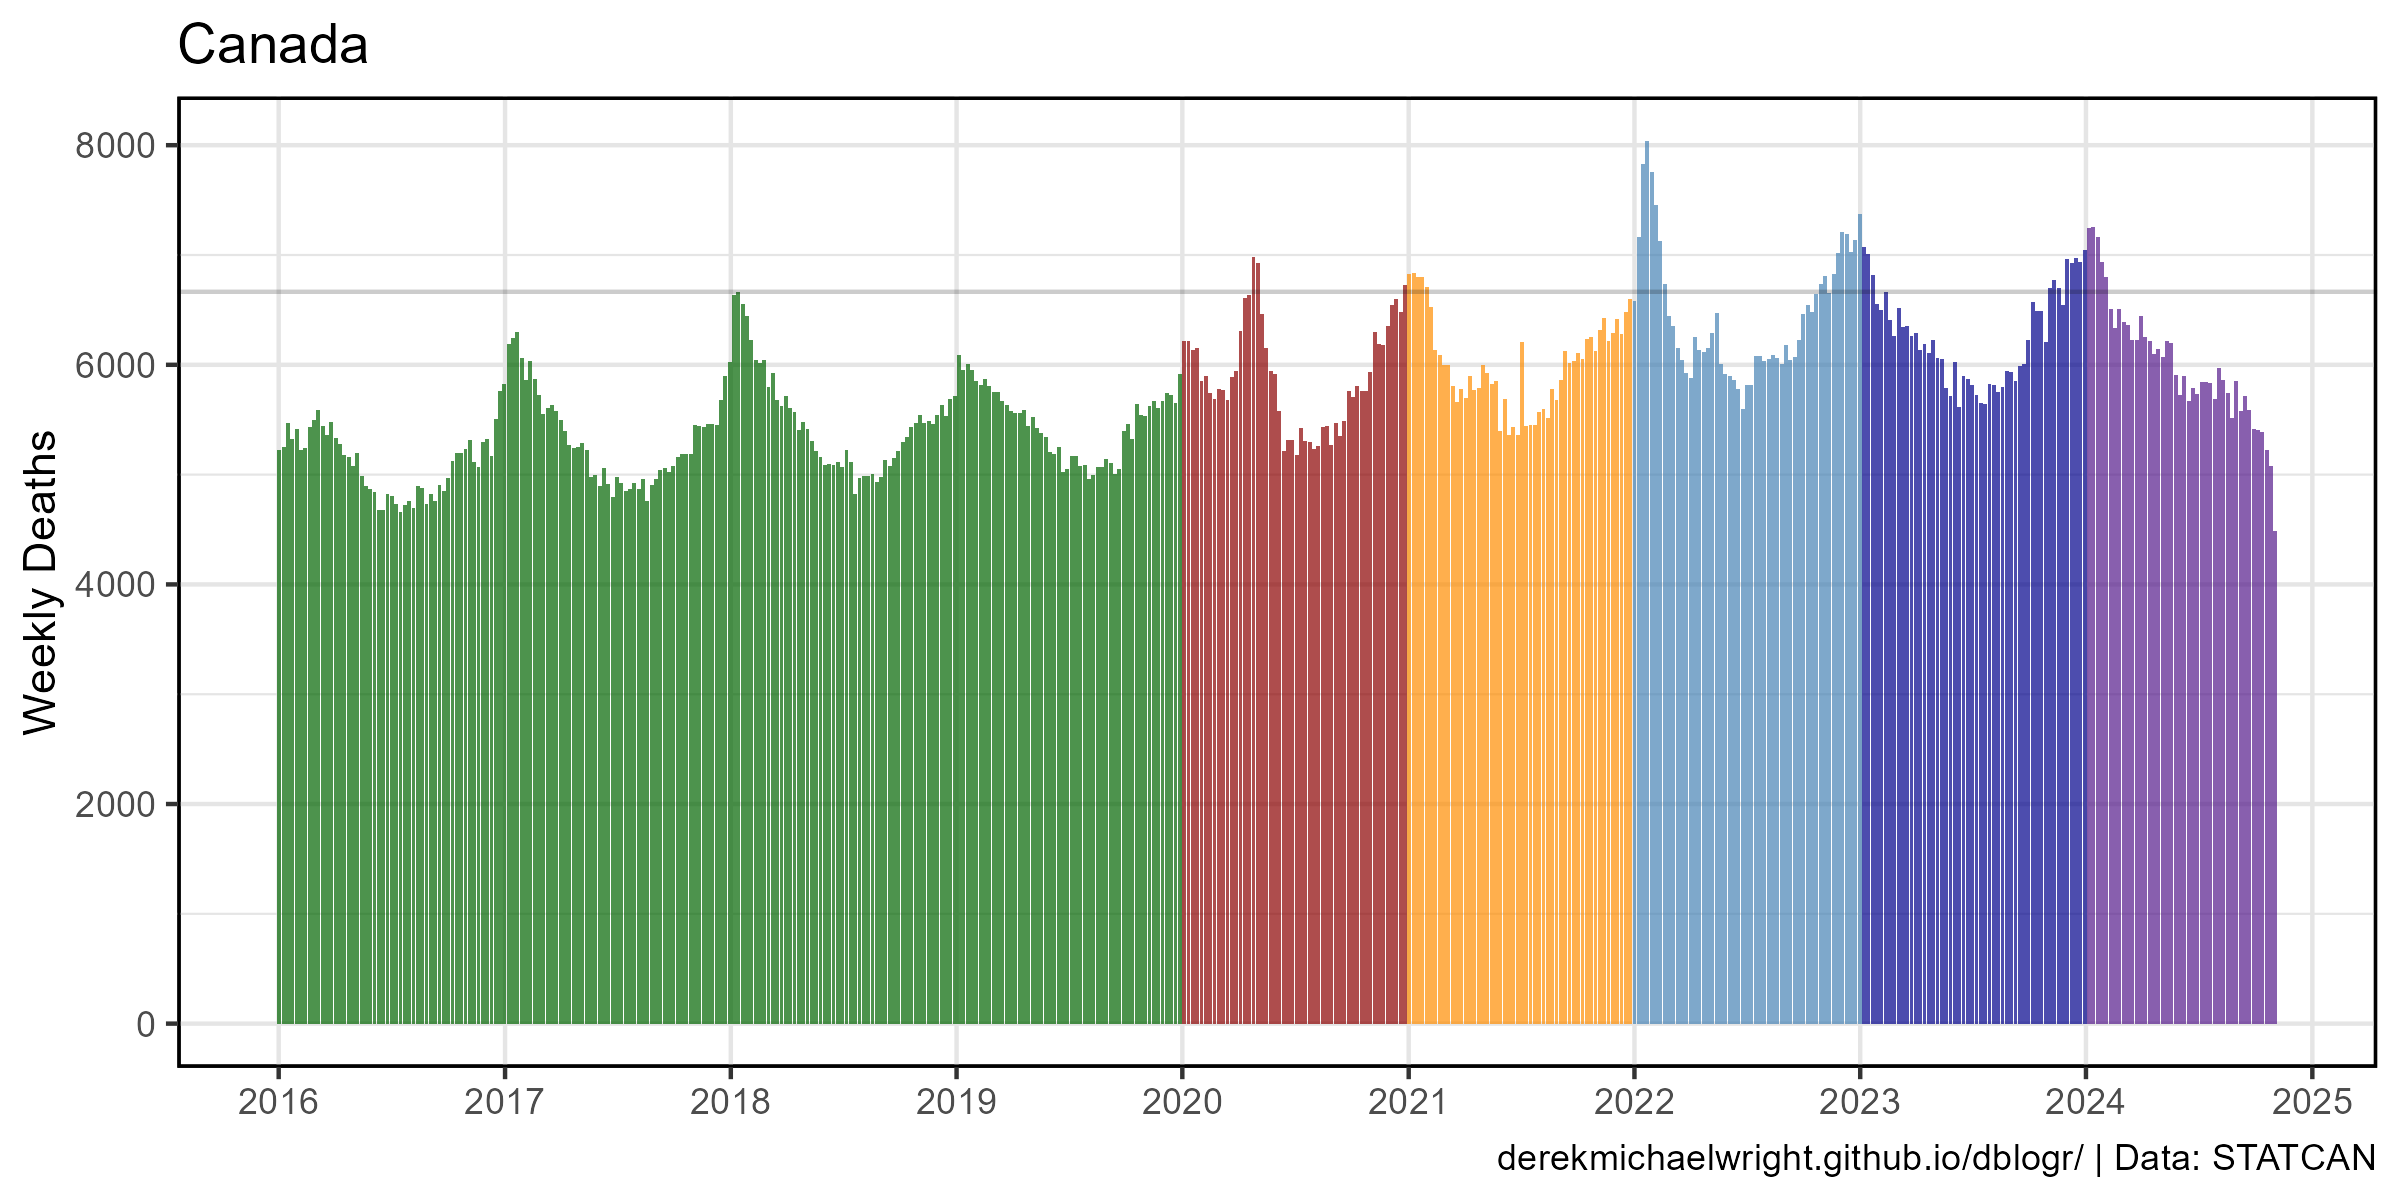 Canada
Weekly Deaths
8000
6000
4000
2000
0
2016 2017 2018 2019 2020 2021 2022 2023 2024 2025
derekmichaelwright.github.io/dblogr/ | Data: STATCAN